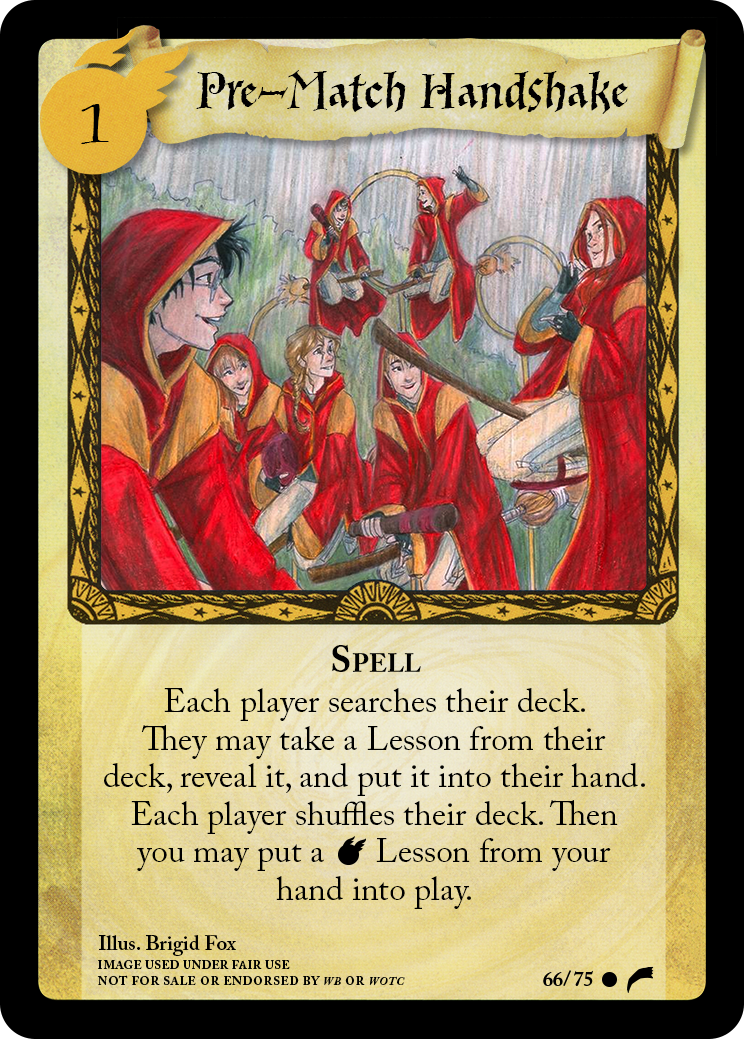 1
Pre-Match Handshake
SPELL
Each player searches their deck.
They may take a Lesson from their
deck, reveal it, and put it into their hand.
Each player shuffles their deck. Then
you may put a Lesson from your
hand into play.
Illus. Brigid Fox
IMAGE USED UNDER FAIR USE
NOT FOR SALE OR ENDORSED BY WB OR WOTC
66/75